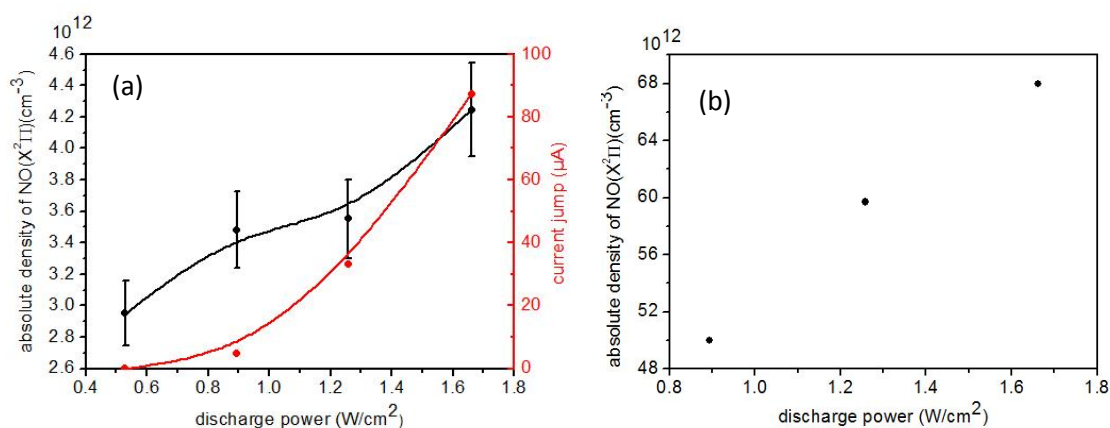 10^12
4.6
4.4
4.2
4.0
3.8
3.6
3.4
3.2
3.0
2.8
2.6
absolute density of NO(X²Π)(cm⁻³)
(a)
100
80
60
40
20
0
current jump (µA)
0.4 0.6 0.8 1.0 1.2 1.4 1.6 1.8
discharge power (W/cm²)
10^12
68
64
60
56
52
48
absolute density of NO(X²Π)(cm⁻³)
(b)
0.8 1.0 1.2 1.4 1.6 1.8
discharge power (W/cm²)